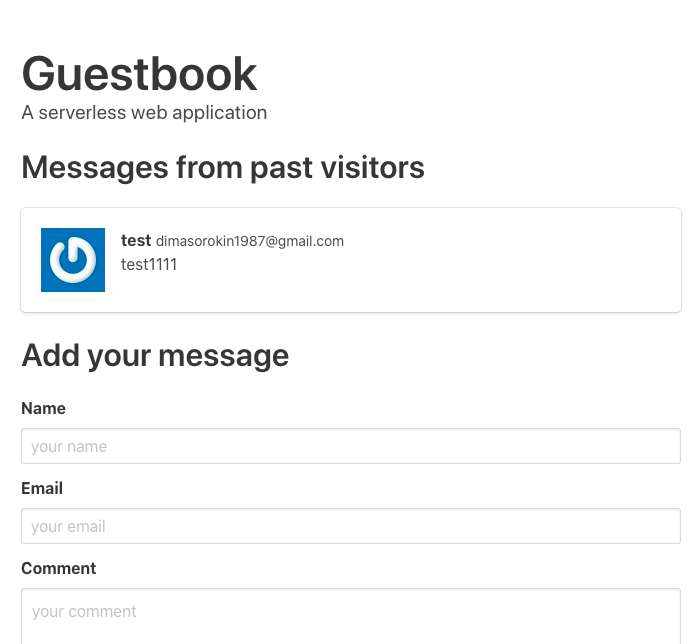 Guestbook
A serverless web application
Messages from past visitors
test dimasorokin1987@gmail.com
test1111
Add your message
Name
your name
Email
your email
Comment
your comment